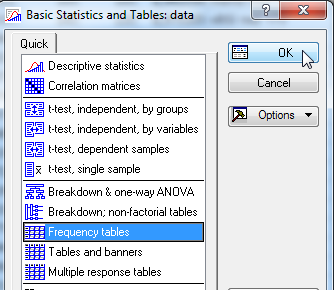 Basic Statistics and Tables: data
Quick
Descriptive statistics
Correlation matrices
t-test, independent, by groups
t-test, independent, by variables
t-test, dependent samples
t-test, single sample
Breakdown & one-way ANOVA
Breakdown; non-factorial tables
Frequency tables
Tables and banners
Multiple response tables
OK
Cancel
Options